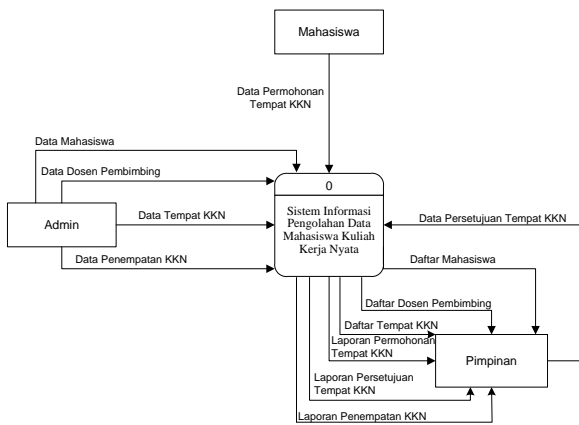 Mahasiswa
Data Permohonan
Tempat KKN
Data Mahasiswa
Data Dosen Pembimbing
Admin
Data Tempat KKN
Data Penempatan KKN
0
Sistem Informasi
Pengolahan Data
Mahasiswa Kuliah
Kerja Nyata
Data Persetujuan Tempat KKN
Daftar Mahasiswa
Daftar Dosen Pembimbing
Daftar Tempat KKN
Laporan Permohonan
Tempat KKN
Pimpinan
Laporan Persetujuan
Tempat KKN
Laporan Penempatan KKN